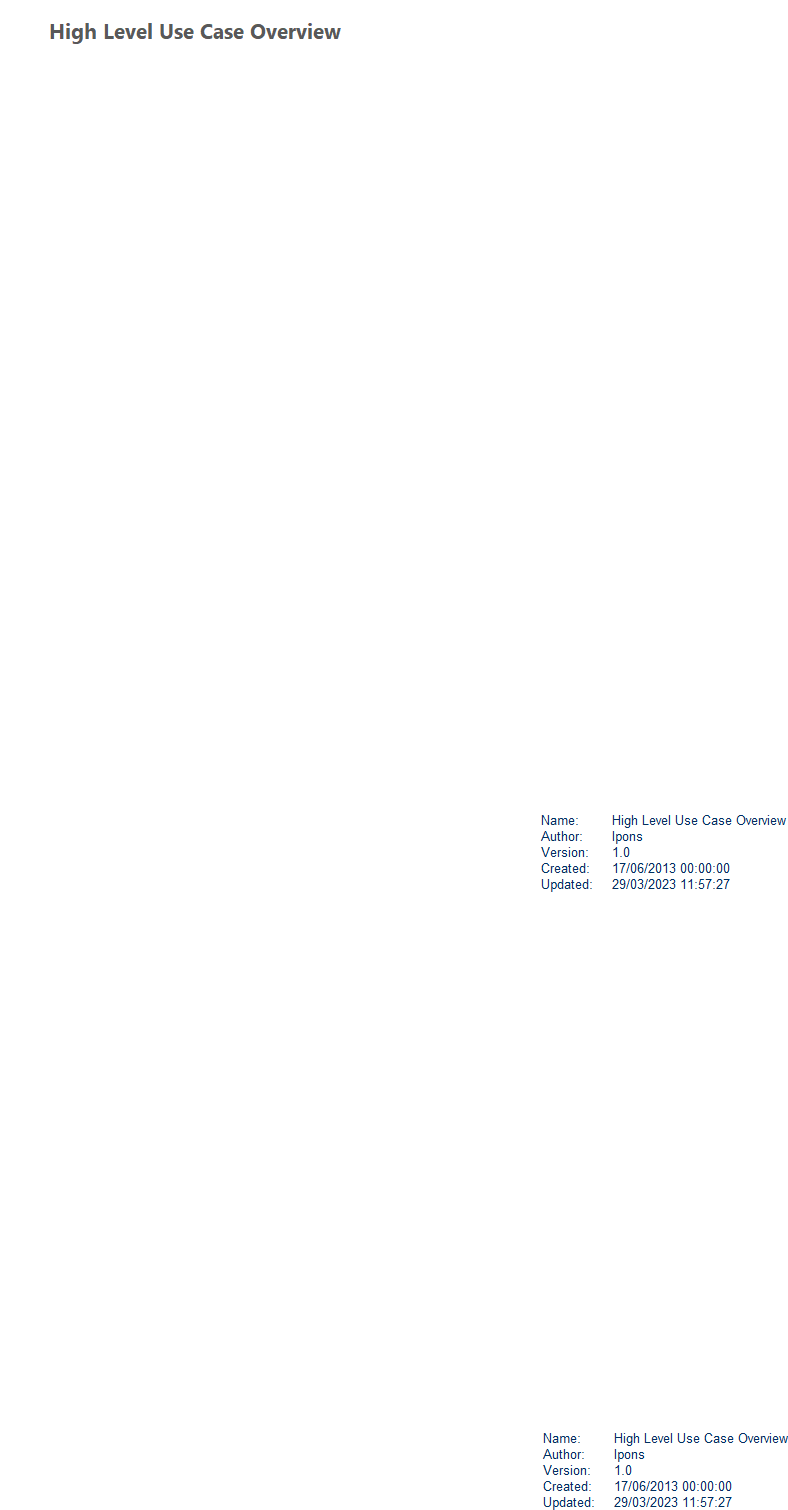 High Level Use Case Overview
Name: High Level Use Case Overview
Author: lpons
Version: 1.0
Created: 17/06/2013 00:00:00
Updated: 29/03/2023 11:57:27
Name: High Level Use Case Overview
Author: lpons
Version: 1.0
Created: 17/06/2013 00:00:00
Updated: 29/03/2023 11:57:27